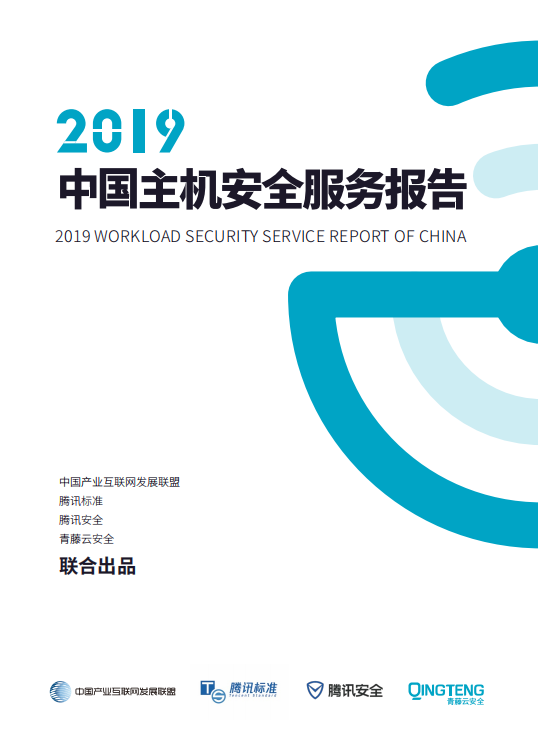 2019
中国主机安全服务报告
2019 WORKLOAD SECURITY SERVICE REPORT OF CHINA
中国产业互联网发展联盟
腾讯标准
腾讯安全
青藤云安全
联合出品
中国产业互联网发展联盟
TS 腾讯标准
Tencent Standard
腾讯安全
QINGTENG
青藤云安全